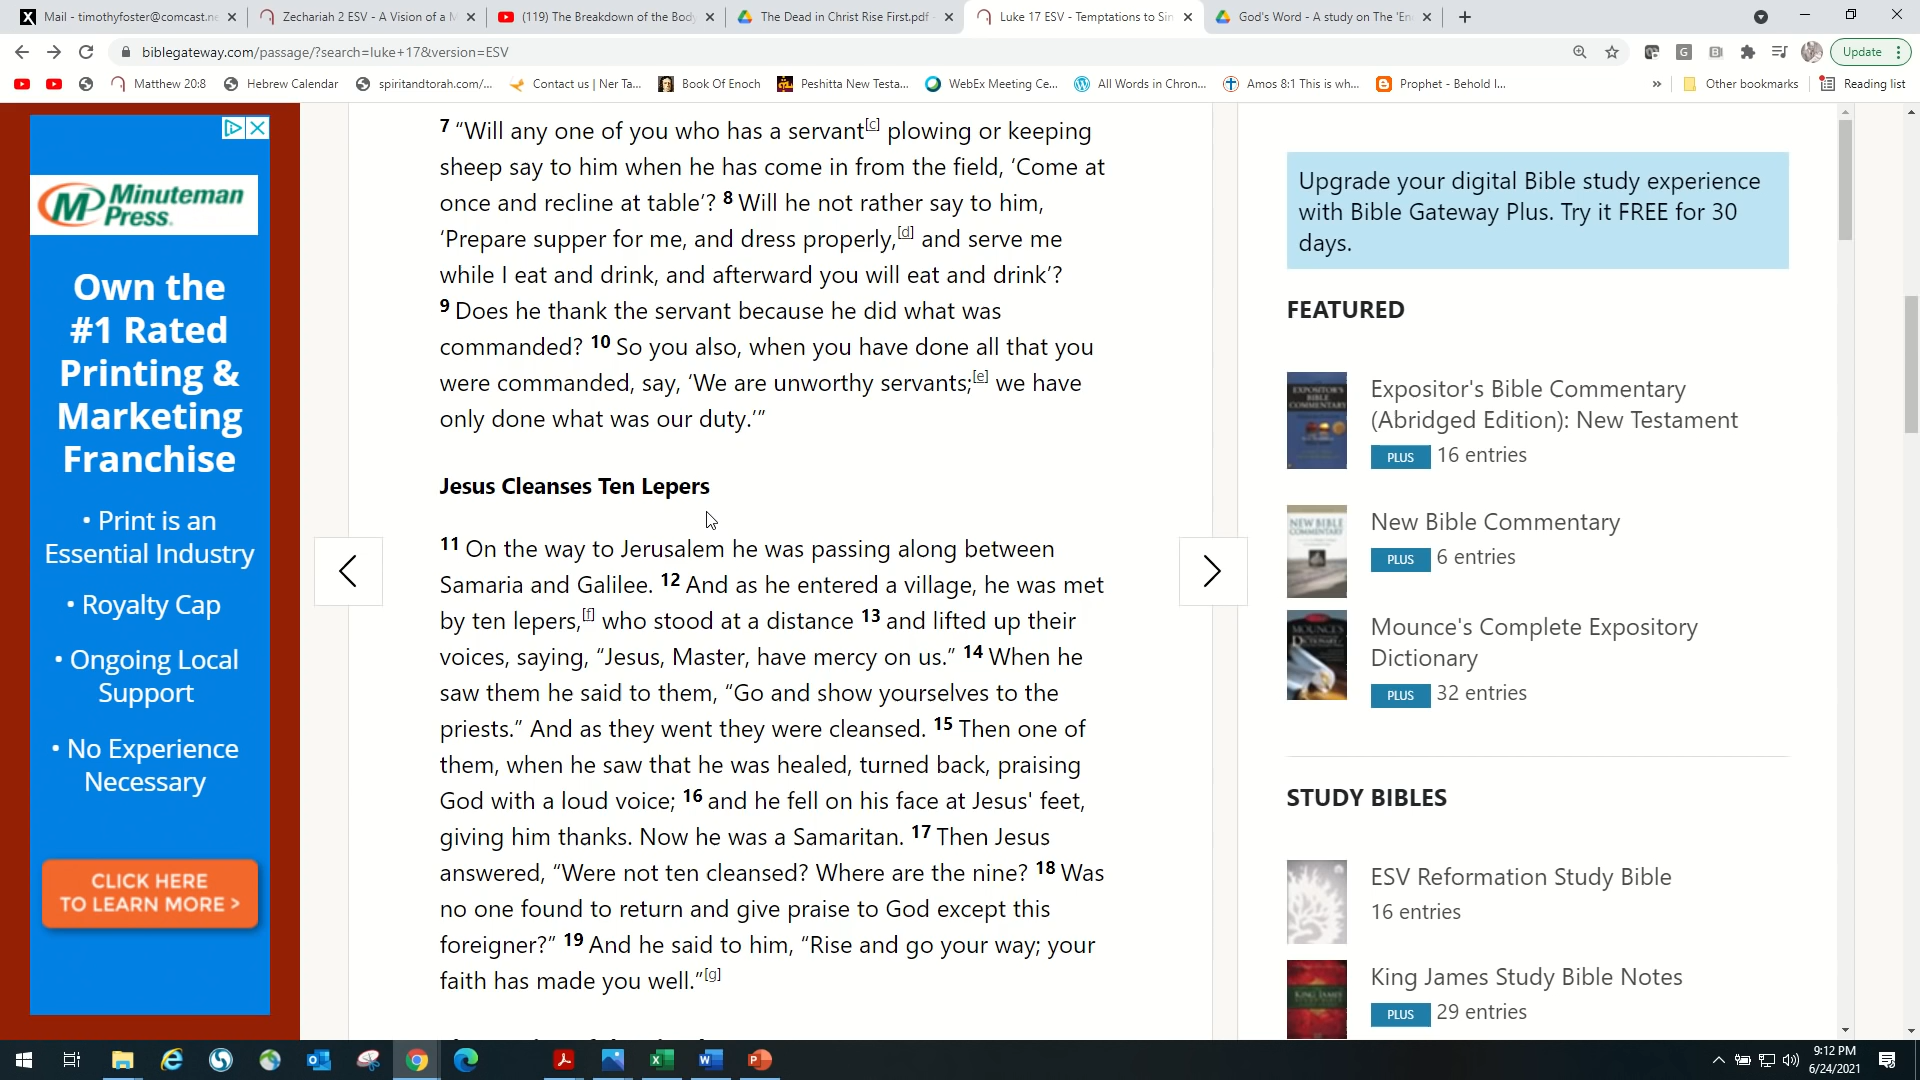 Mail - timothyfoster@comcast.ne
Zechariah 2 ESV - A Vision of a M
(119) The Breakdown of the Body
The Dead in Christ Rise First.pdf -
Luke 17 ESV - Temptations to Sin
God's Word - A study on The 'En
biblegateway.com/passage/?search=luke+17&version=ESV
Update
Matthew 20:8
Hebrew Calendar
spiritandtorah.com/...
Contact us | Ner Ta...
Book Of Enoch
Peshitta New Testa...
WebEx Meeting Ce...
All Words in Chron...
Amos 8:1 This is wh...
Prophet - Behold I...
»
Other bookmarks
Reading list
Minuteman
Press.
Own the
#1 Rated
Printing &
Marketing
Franchise
• Print is an
Essential Industry
• Royalty Cap
• Ongoing Local
Support
• No Experience
Necessary
CLICK HERE
TO LEARN MORE >
7 “Will any one of you who has a servant[c] plowing or keeping
sheep say to him when he has come in from the field, ‘Come at
once and recline at table’? 8 Will he not rather say to him,
‘Prepare supper for me, and dress properly,[d] and serve me
while I eat and drink, and afterward you will eat and drink’?
9 Does he thank the servant because he did what was
commanded? 10 So you also, when you have done all that you
were commanded, say, ‘We are unworthy servants;[e] we have
only done what was our duty.’”
Jesus Cleanses Ten Lepers
11 On the way to Jerusalem he was passing along between
Samaria and Galilee. 12 And as he entered a village, he was met
by ten lepers,[f] who stood at a distance 13 and lifted up their
voices, saying, “Jesus, Master, have mercy on us.” 14 When he
saw them he said to them, “Go and show yourselves to the
priests.” And as they went they were cleansed. 15 Then one of
them, when he saw that he was healed, turned back, praising
God with a loud voice; 16 and he fell on his face at Jesus' feet,
giving him thanks. Now he was a Samaritan. 17 Then Jesus
answered, “Were not ten cleansed? Where are the nine? 18 Was
no one found to return and give praise to God except this
foreigner?” 19 And he said to him, “Rise and go your way; your
faith has made you well.”[g]
Upgrade your digital Bible study experience
with Bible Gateway Plus. Try it FREE for 30
days.
FEATURED
Expositor's Bible Commentary
(Abridged Edition): New Testament
PLUS 16 entries
New Bible Commentary
PLUS 6 entries
Mounce's Complete Expository
Dictionary
PLUS 32 entries
STUDY BIBLES
ESV Reformation Study Bible
16 entries
King James Study Bible Notes
PLUS 29 entries
9:12 PM
6/24/2021